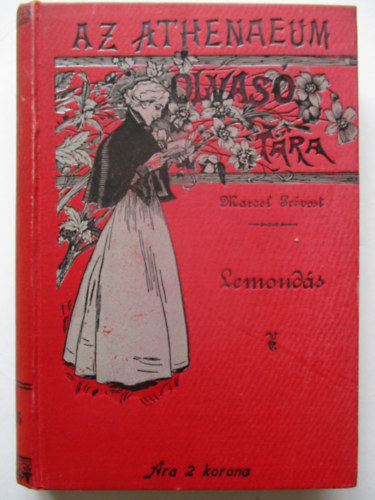 AZ ATHENAEUM
OLVASÓ
TÁRA
Marcel Prévost
Lemondás
Ára 2 korona